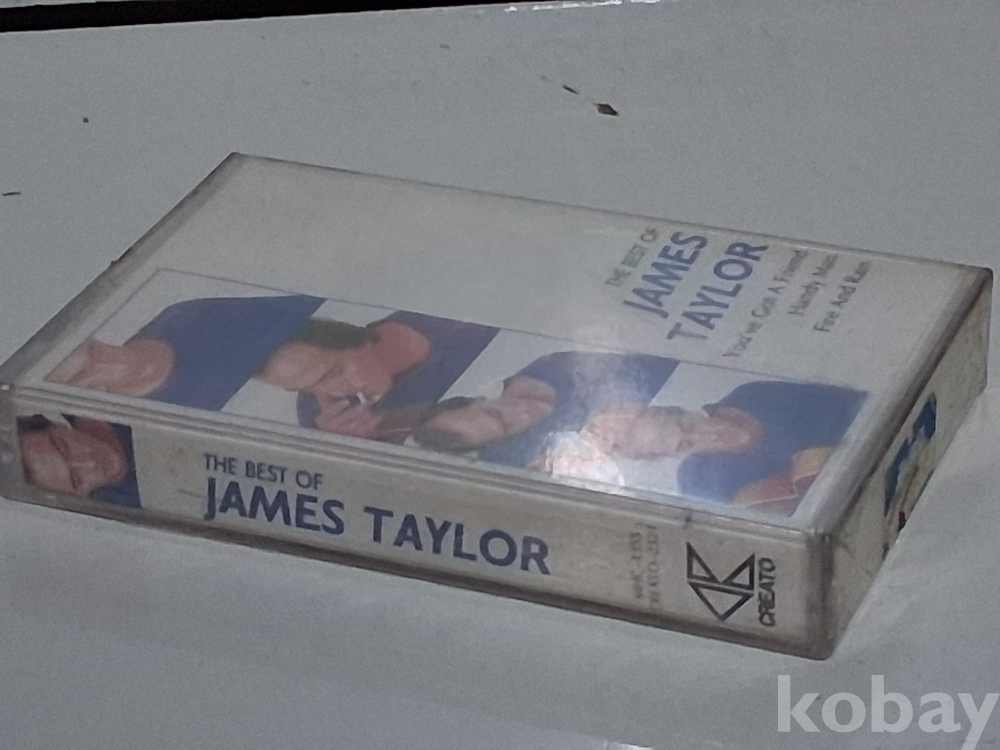 THE BEST OF
JAMES
TAYLOR
You've Got A Friend
Handy Man
Fire And Rain
THE BEST OF
JAMES TAYLOR
CREATO
kobay